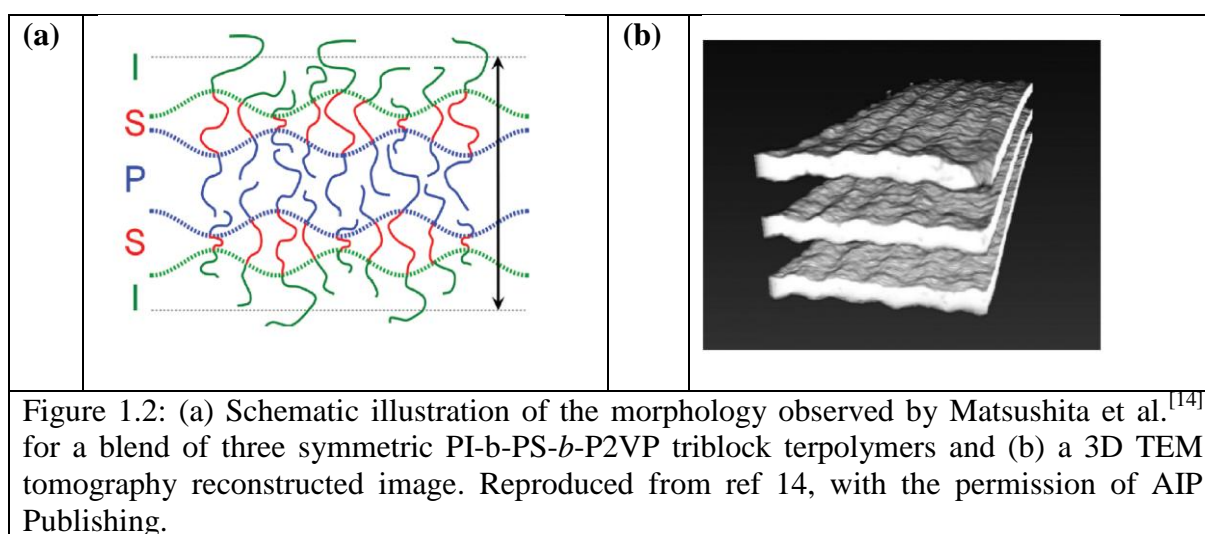 (a)
I
S
P
S
I
(b)
Figure 1.2: (a) Schematic illustration of the morphology observed by Matsushita et al.[14]
for a blend of three symmetric PI-b-PS-b-P2VP triblock terpolymers and (b) a 3D TEM
tomography reconstructed image. Reproduced from ref 14, with the permission of AIP
Publishing.